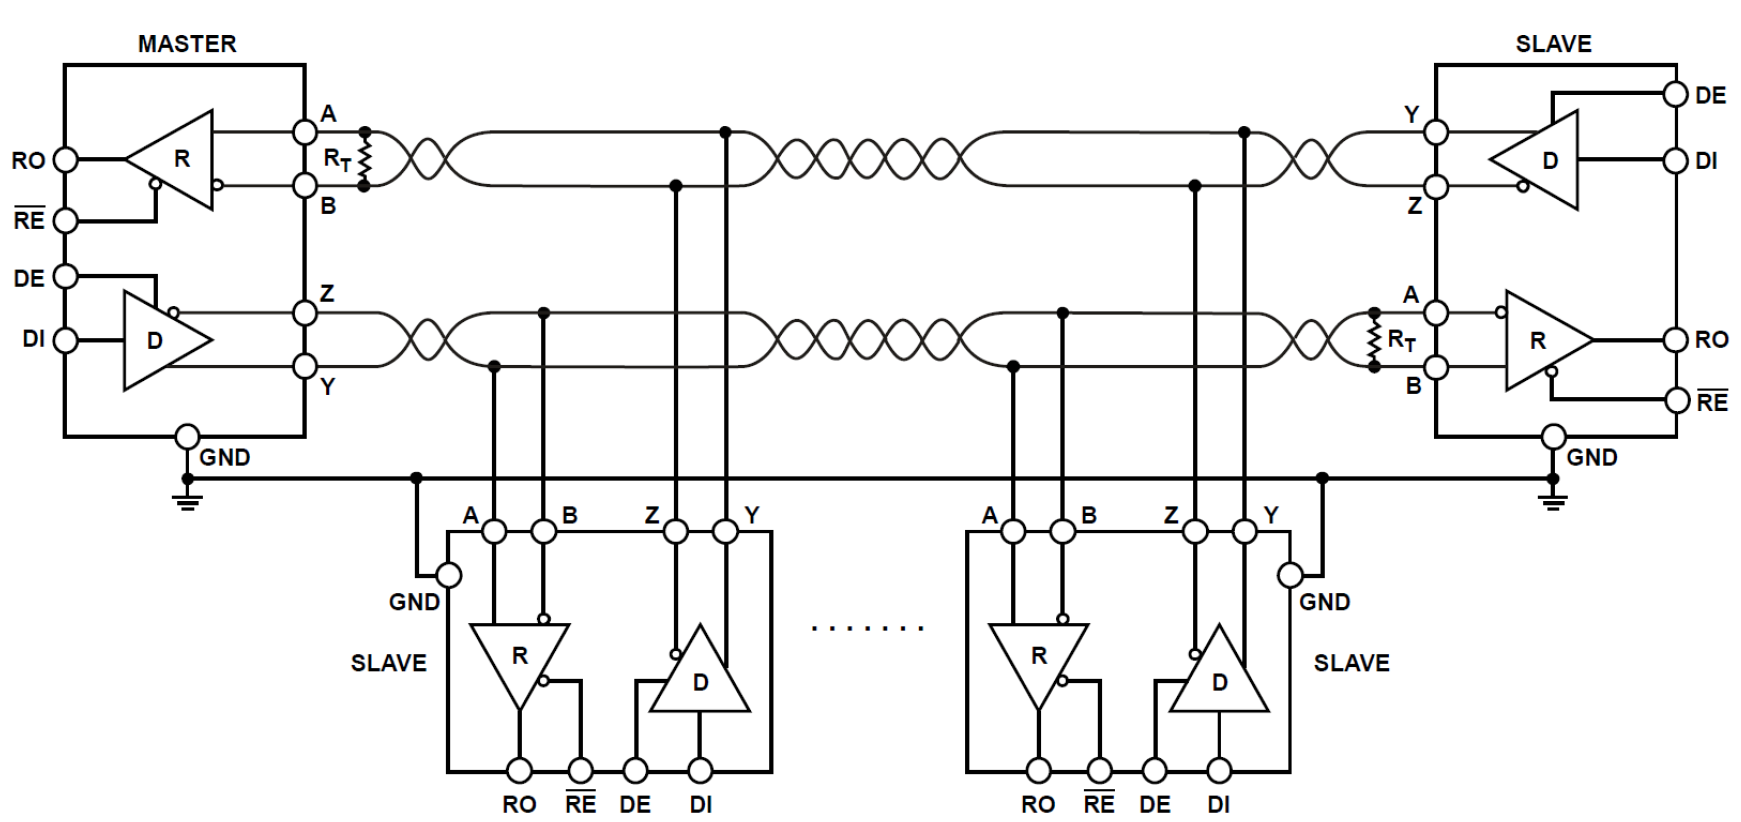 MASTER
SLAVE
A
Y
DE
R
RT
D
RO
DI
B
Z
RE
DE
Z
A
DI
D
R
RT
RO
Y
B
RE
GND
GND
A
B
Z
Y
A
B
Z
Y
GND
GND
. . . . . . .
SLAVE
R
D
R
D
SLAVE
RO
RE
DE
DI
RO
RE
DE
DI